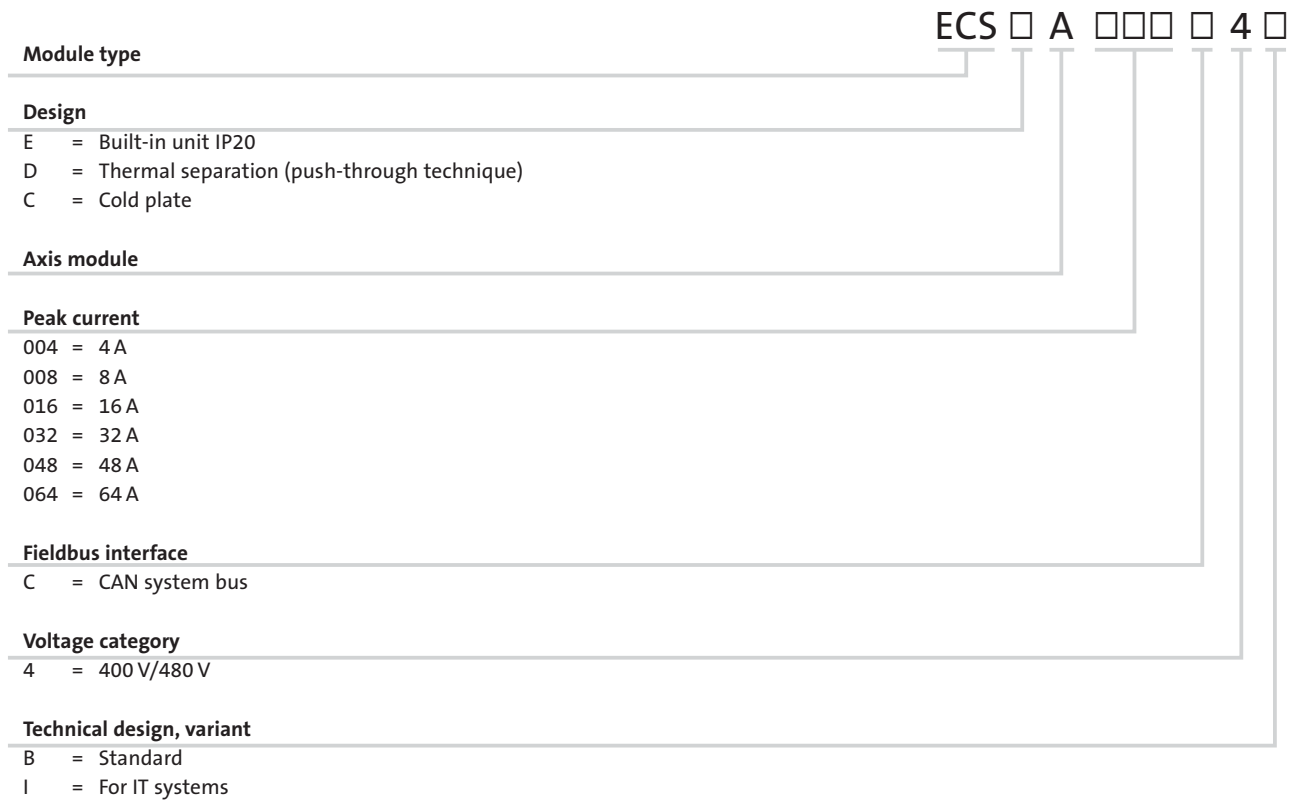 ECS □ A □□□ □ 4 □
Module type
Design
E = Built-in unit IP20
D = Thermal separation (push-through technique)
C = Cold plate
Axis module
Peak current
004 = 4 A
008 = 8 A
016 = 16 A
032 = 32 A
048 = 48 A
064 = 64 A
Fieldbus interface
C = CAN system bus
Voltage category
4 = 400 V/480 V
Technical design, variant
B = Standard
I = For IT systems